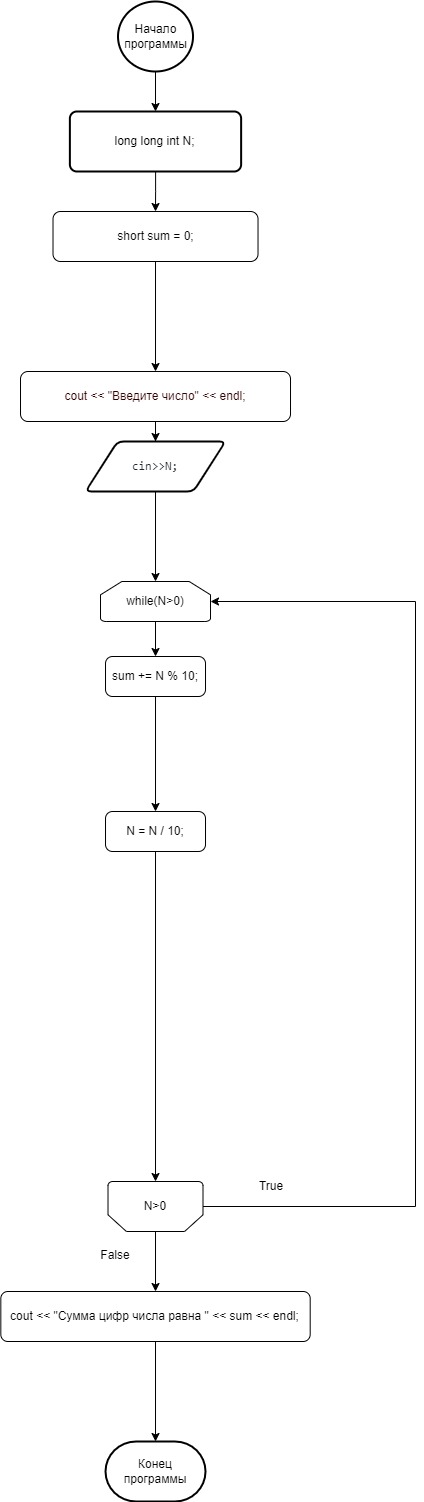 Начало
программы
long long int N;
short sum = 0;
cout << "Введите число" << endl;
cin>>N;
while(N>0)
sum += N % 10;
N = N / 10;
True
N>0
False
cout << "Сумма цифр числа равна " << sum << endl;
Конец
программы